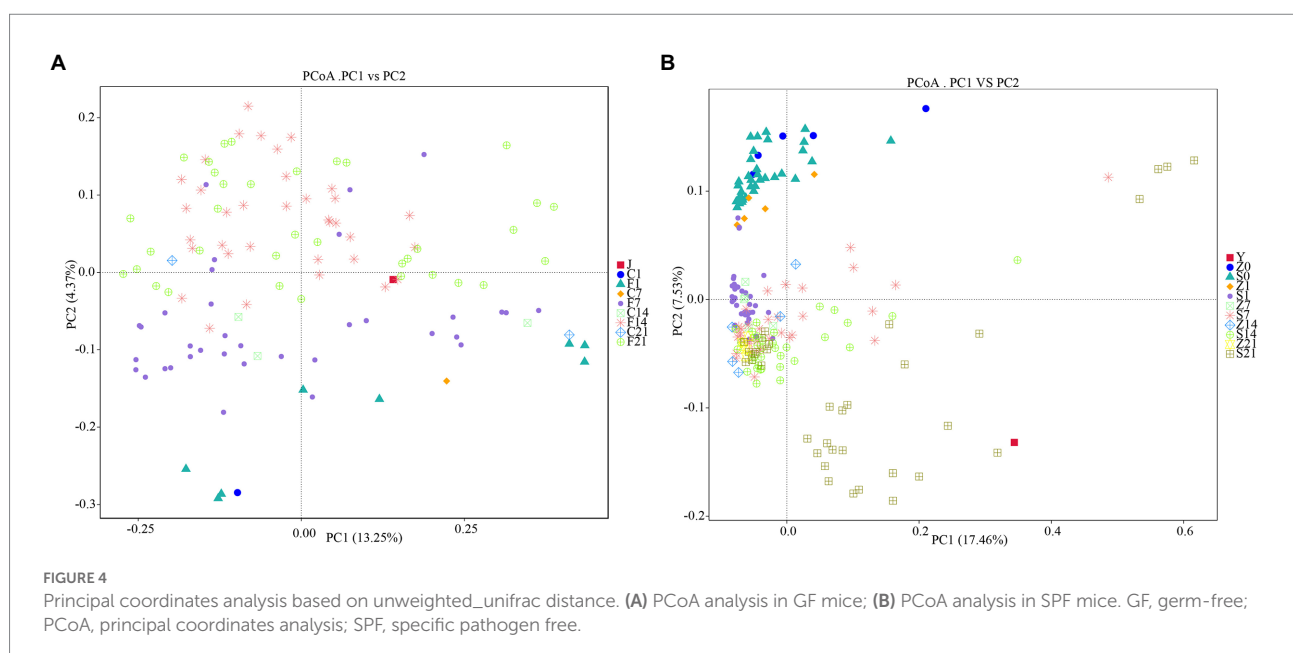 A
PCoA .PC1 vs PC2
0.2
0.1
0.0
-0.1
-0.2
-0.3
PC2 (4.37%)
-0.25
0.00
0.25
PC1 (13.25%)
J
C1
F1
C7
F7
C14
F14
C21
F21
B
PCoA . PC1 VS PC2
0.1
0.0
-0.1
-0.2
PC2 (7.53%)
0.0
0.2
0.4
0.6
PC1 (17.46%)
Y
Z0
S0
Z1
S1
Z7
S7
Z14
S14
Z21
S21
FIGURE 4
Principal coordinates analysis based on unweighted_unifrac distance. (A) PCoA analysis in GF mice; (B) PCoA analysis in SPF mice. GF, germ-free;
PCoA, principal coordinates analysis; SPF, specific pathogen free.